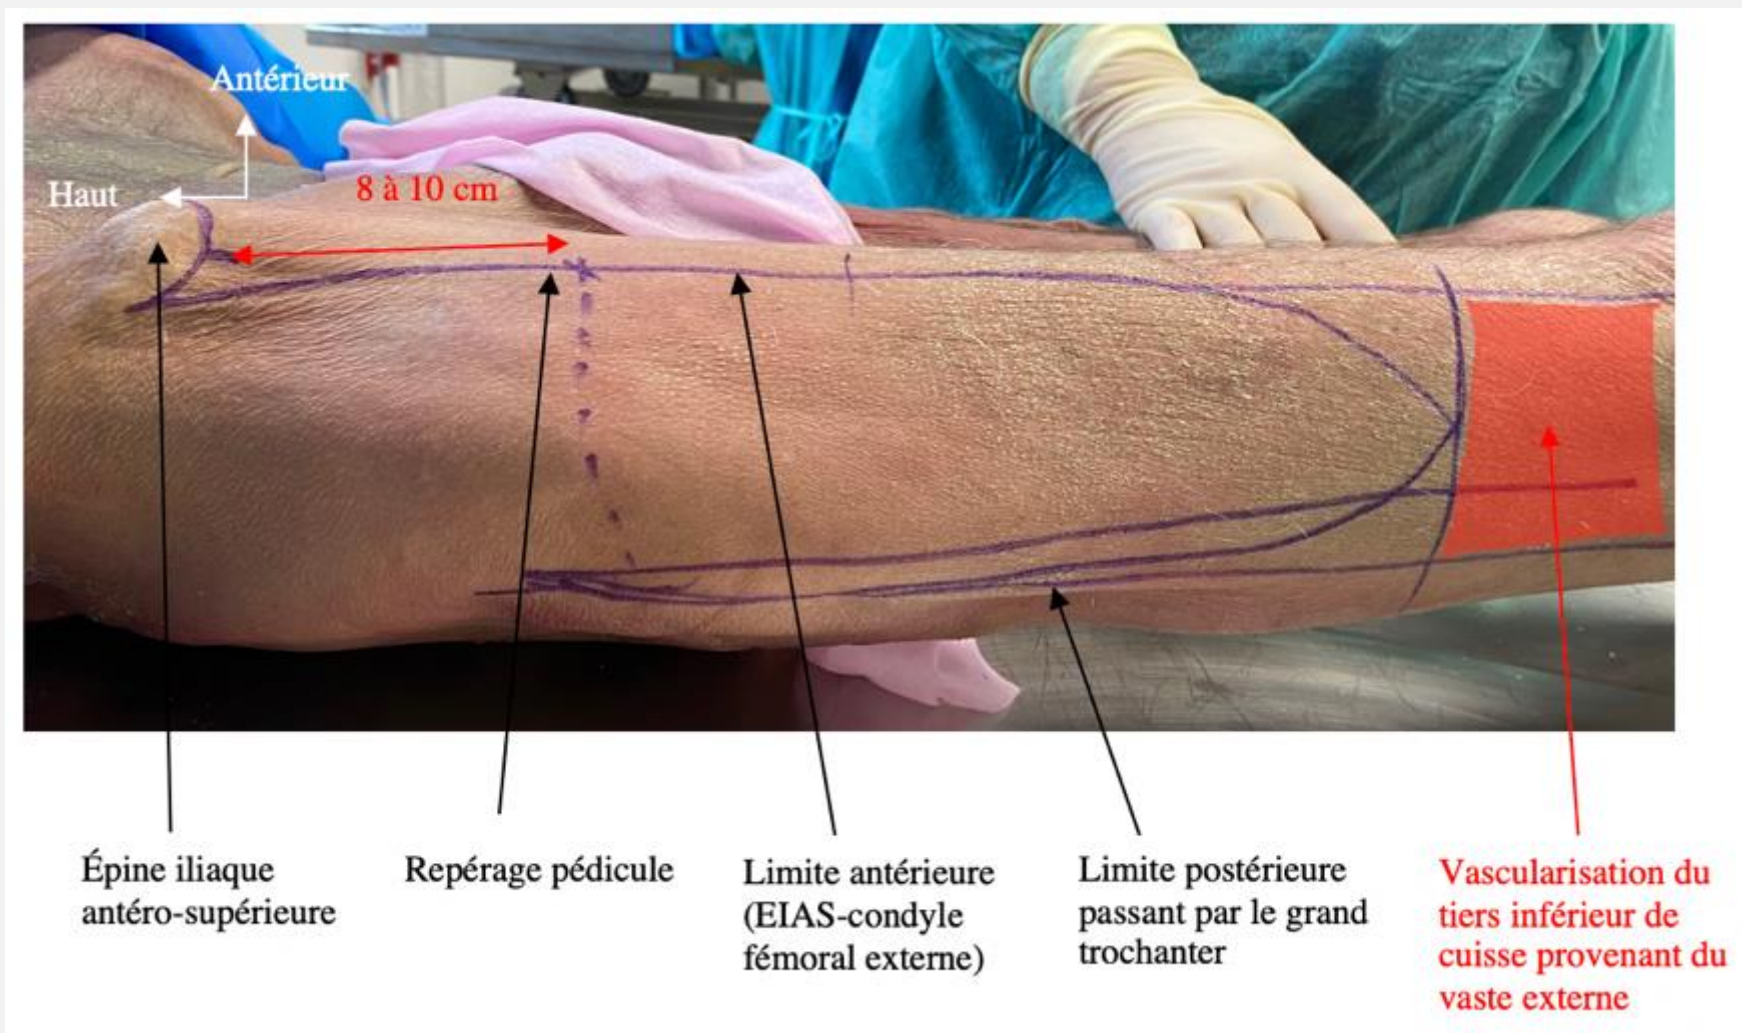 Antérieur
Haut
8 à 10 cm
Épine iliaque
antéro-supérieure
Repérage pédicule
Limite antérieure
(EIAS-condyle
fémoral externe)
Limite postérieure
passant par le grand
trochanter
Vascularisation du
tiers inférieur de
cuisse provenant du
vaste externe